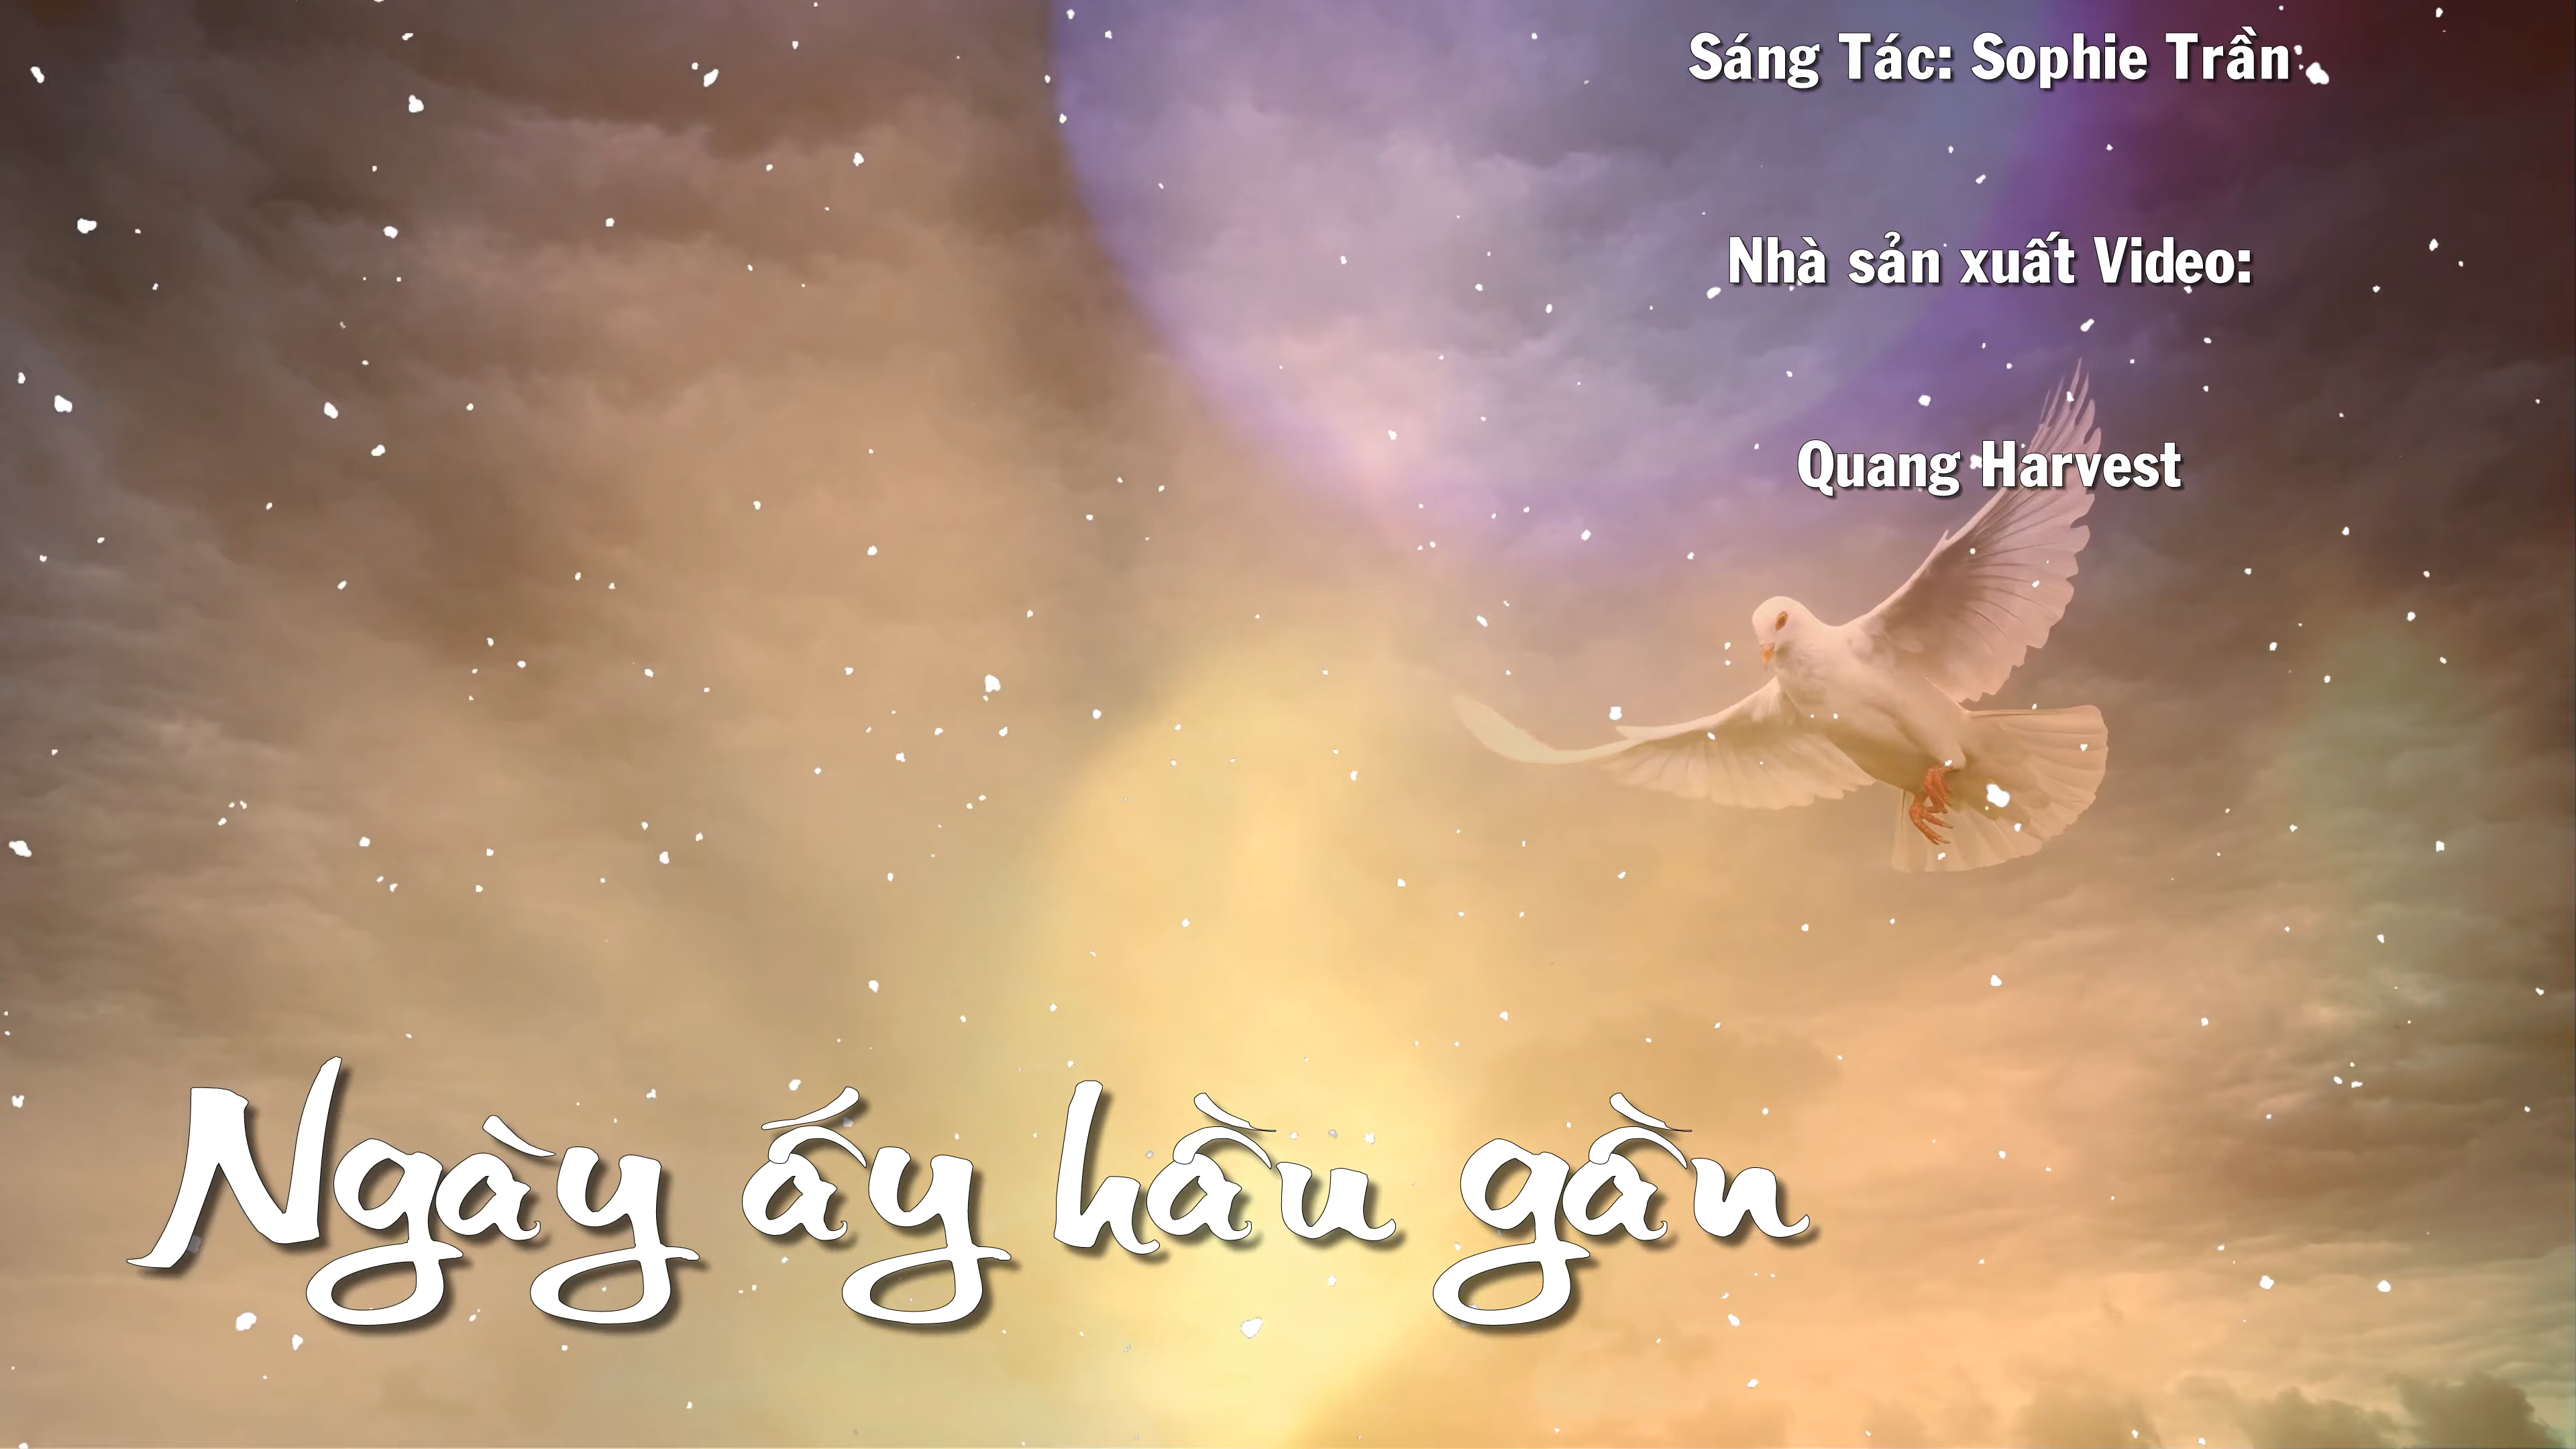 Sáng Tác: Sophie Trần
Nhà sản xuất Video:
Quang Harvest
Ngày ấy hầu gần